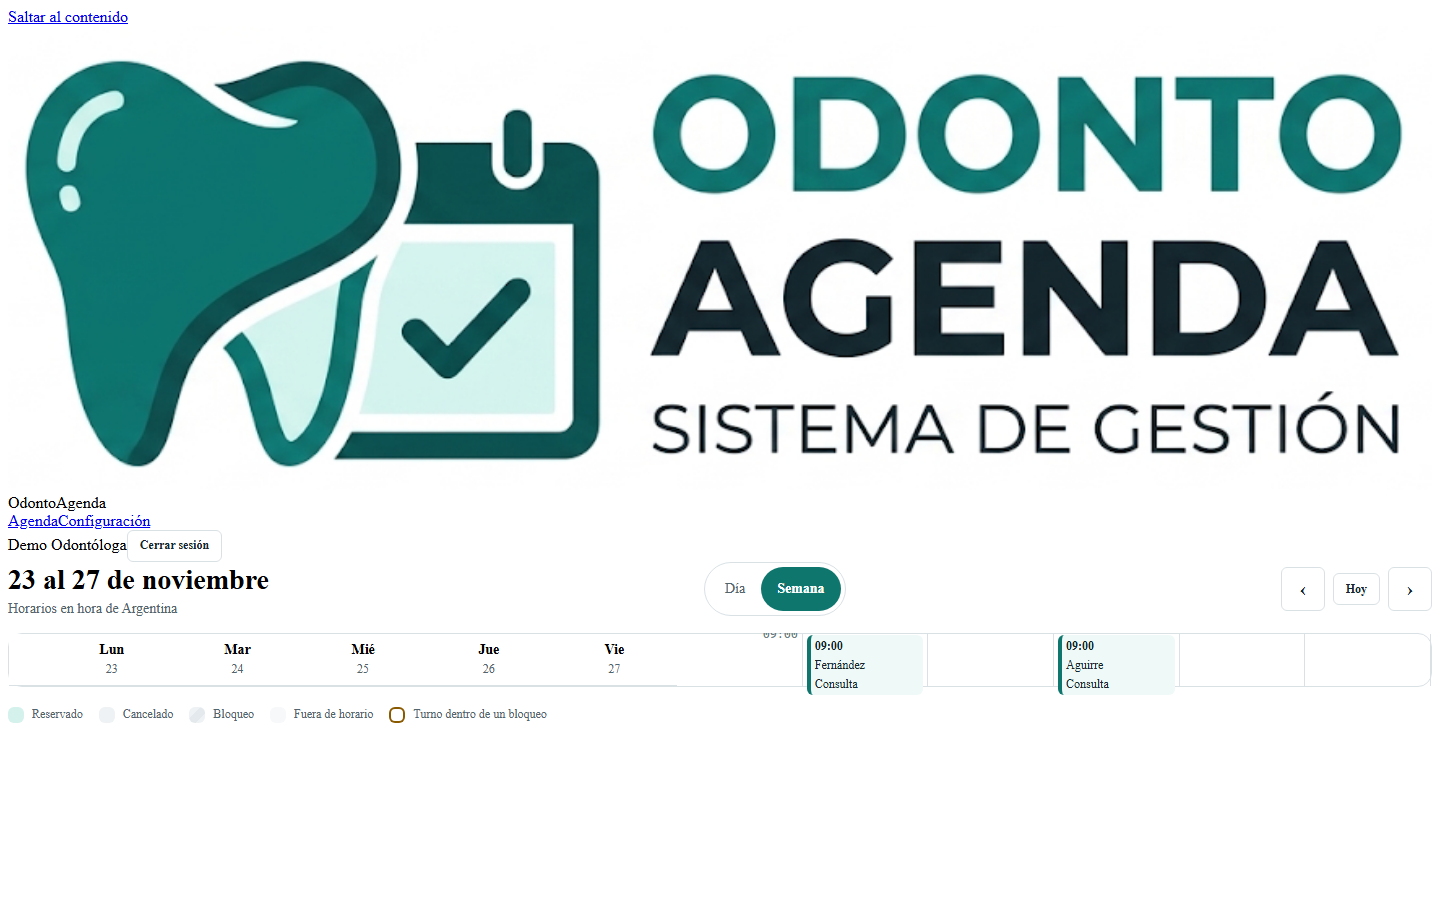 Saltar al contenido
ODONTO
AGENDA
SISTEMA DE GESTIÓN
OdontoAgenda
AgendaConfiguración
Demo Odontóloga Cerrar sesión
23 al 27 de noviembre
Horarios en hora de Argentina
Día Semana
‹ Hoy ›
Lun Mar Mié Jue Vie
23 24 25 26 27
09:00
09:00
Fernández
Consulta
09:00
Aguirre
Consulta
Reservado Cancelado Bloqueo Fuera de horario Turno dentro de un bloqueo